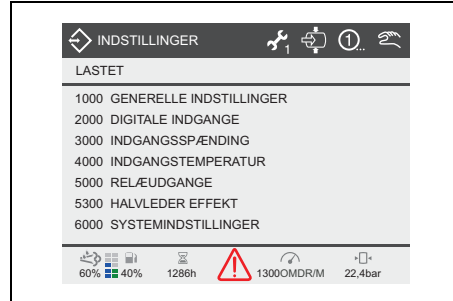 INDSTILLINGER 1 1...
LASTET
1000 GENERELLE INDSTILLINGER
2000 DIGITALE INDGANGE
3000 INDGANGSSPÆNDING
4000 INDGANGSTEMPERATUR
5000 RELÆUDGANGE
5300 HALVLEDER EFFEKT
6000 SYSTEMINDSTILLINGER
60% 40% 1286h 1300OMDR/M 22,4bar